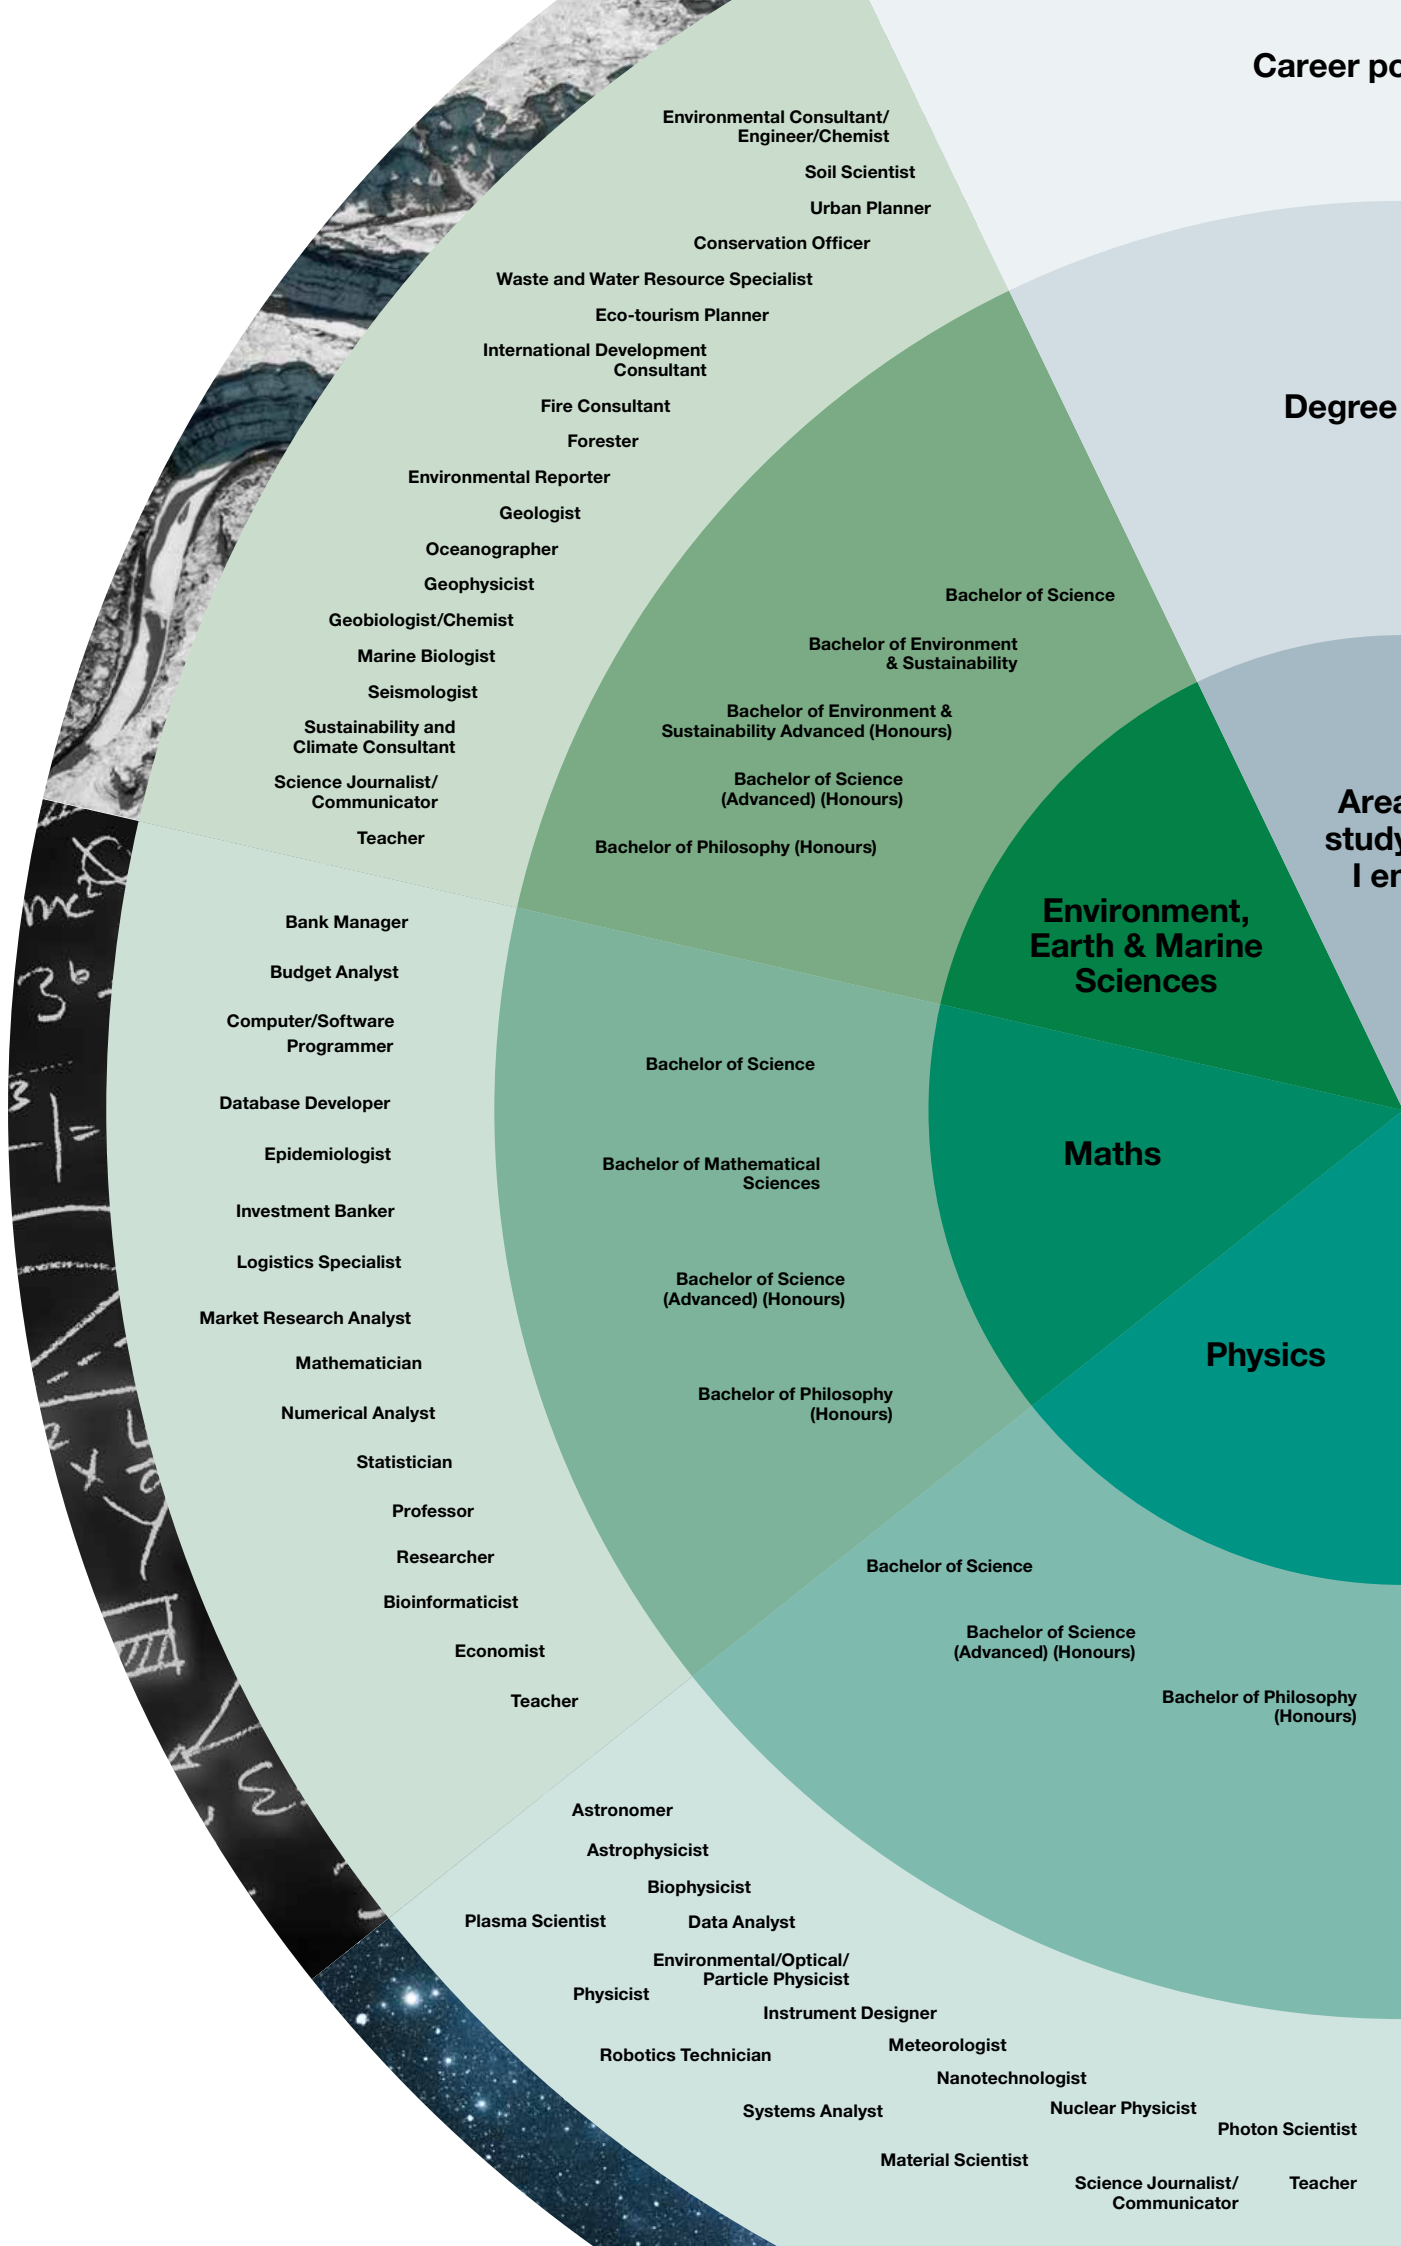 Career po
Degree
Area
study
I en
Environmental Consultant/
Engineer/Chemist
Soil Scientist
Urban Planner
Conservation Officer
Waste and Water Resource Specialist
Eco-tourism Planner
International Development
Consultant
Fire Consultant
Forester
Environmental Reporter
Geologist
Oceanographer
Geophysicist
Geobiologist/Chemist
Marine Biologist
Seismologist
Sustainability and
Climate Consultant
Science Journalist/
Communicator
Teacher
Bachelor of Science
Bachelor of Environment
& Sustainability
Bachelor of Environment &
Sustainability Advanced (Honours)
Bachelor of Science
(Advanced) (Honours)
Bachelor of Philosophy (Honours)
Environment,
Earth & Marine
Sciences
Bank Manager
Budget Analyst
Computer/Software
Programmer
Database Developer
Epidemiologist
Investment Banker
Logistics Specialist
Market Research Analyst
Mathematician
Numerical Analyst
Statistician
Professor
Researcher
Bioinformaticist
Economist
Teacher
Bachelor of Science
Bachelor of Mathematical
Sciences
Bachelor of Science
(Advanced) (Honours)
Bachelor of Philosophy
(Honours)
Maths
Physics
Bachelor of Science
Bachelor of Science
(Advanced) (Honours)
Bachelor of Philosophy
(Honours)
Astronomer
Astrophysicist
Biophysicist
Plasma Scientist
Data Analyst
Environmental/Optical/
Particle Physicist
Physicist
Instrument Designer
Meteorologist
Robotics Technician
Nanotechnologist
Systems Analyst
Nuclear Physicist
Photon Scientist
Material Scientist
Science Journalist/
Communicator
Teacher